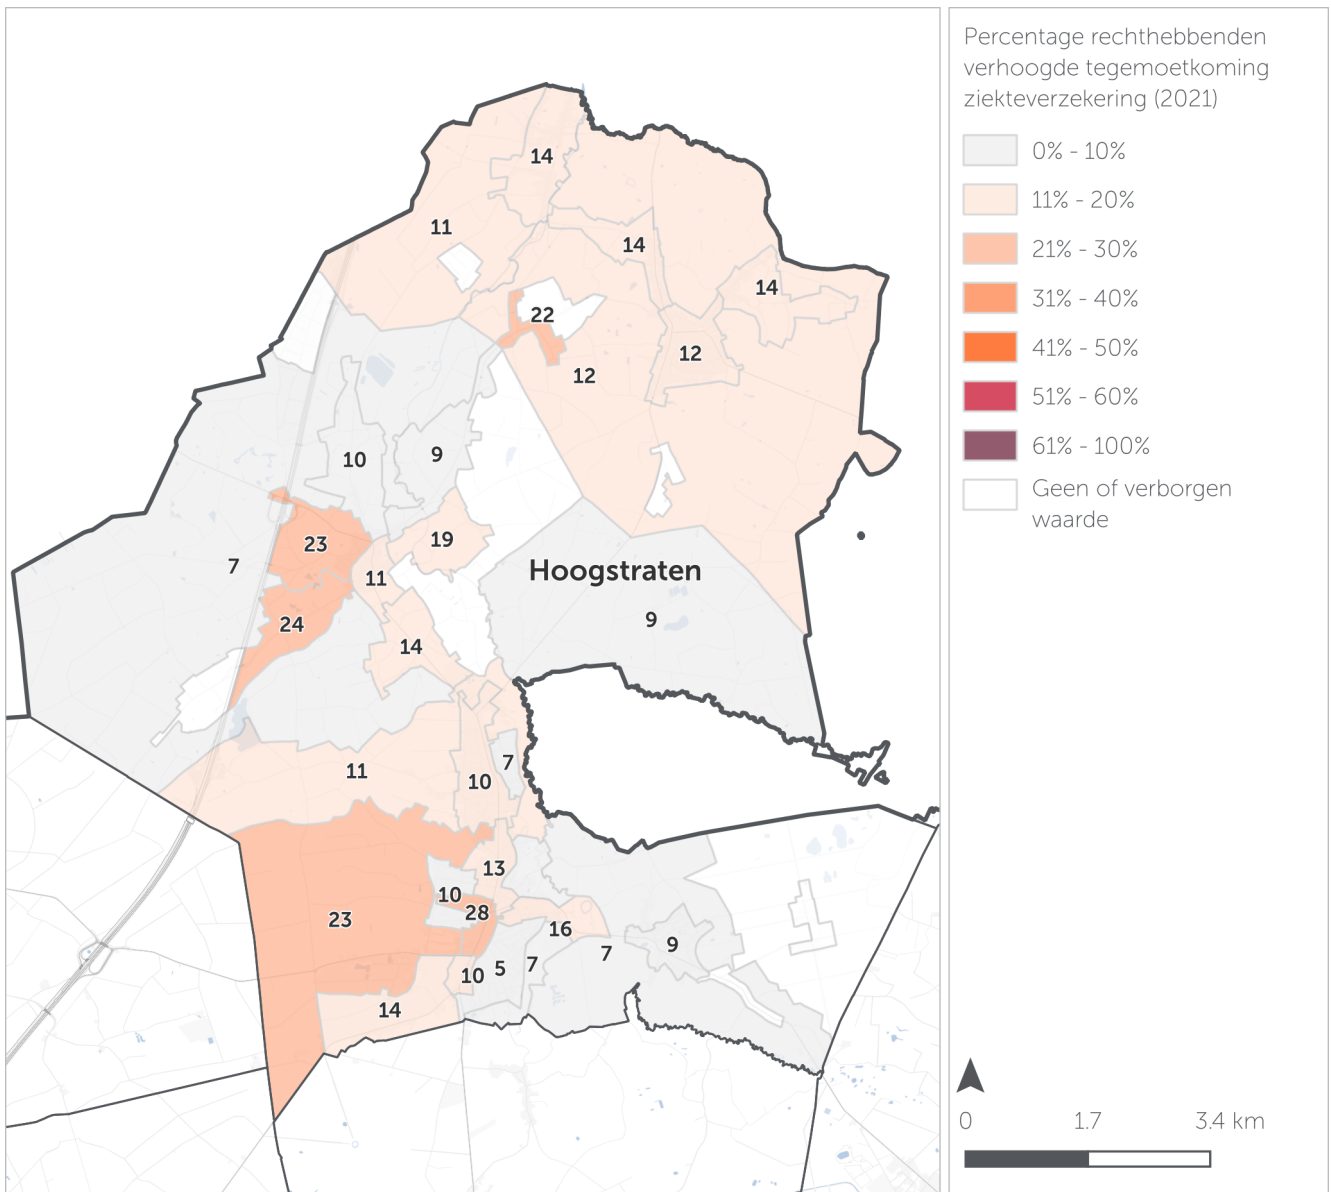 14
11
14
14
22
12
12
10
9
19
23
11
7
Hoogstraten
24
9
14
7
11
10
13
10
28
23
16
9
7
7
5
10
14
Percentage rechthebbenden
verhoogde tegemoetkoming
ziekteverzekering (2021)
0% - 10%
11% - 20%
21% - 30%
31% - 40%
41% - 50%
51% - 60%
61% - 100%
Geen of verborgen
waarde
0 1.7 3.4 km